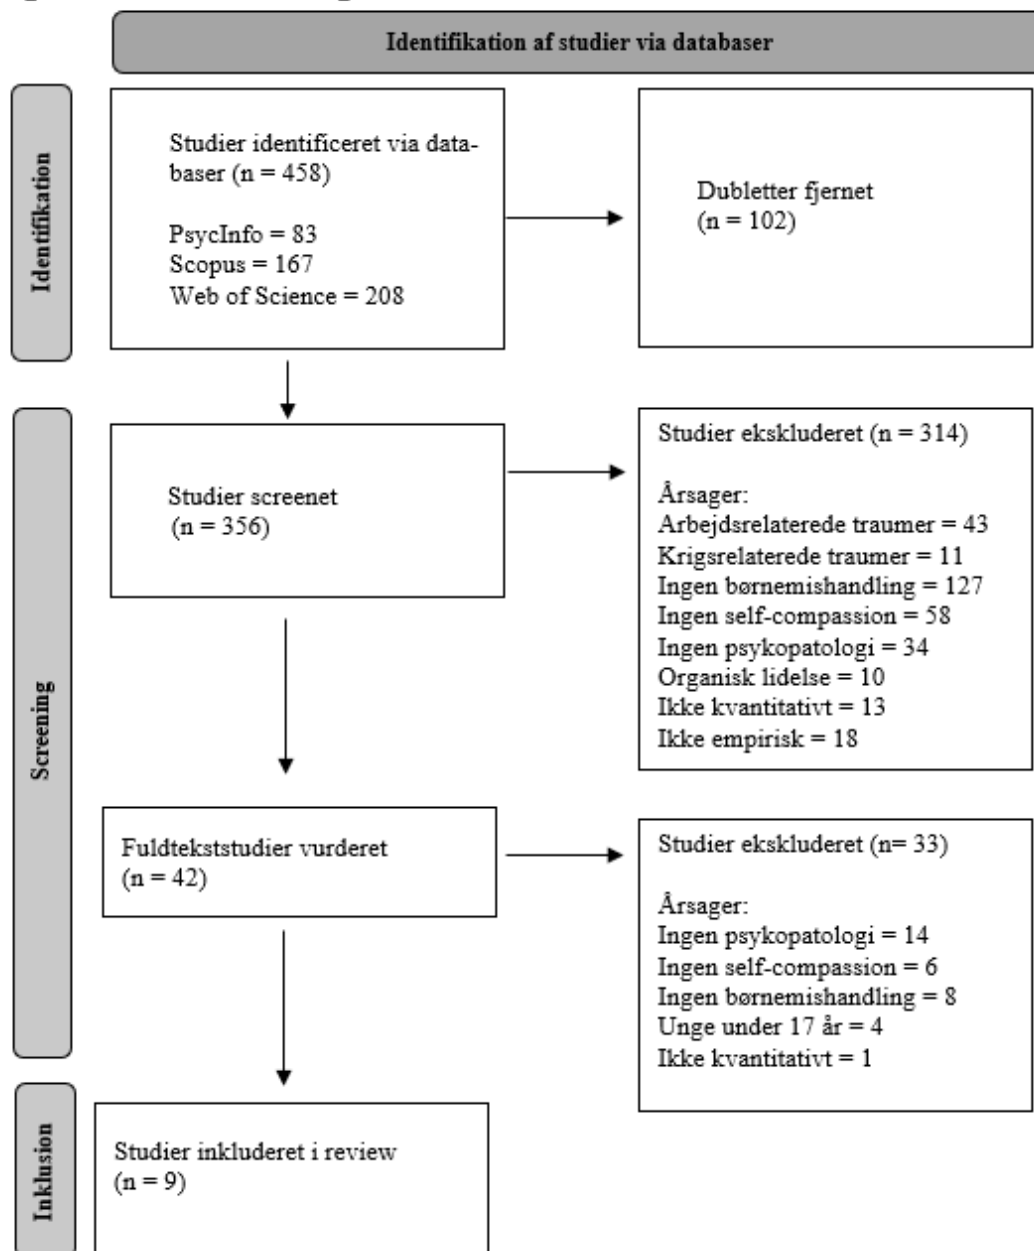 Identifikation af studier via databaser
Identifikation
Studier identificeret via data-
baser (n = 458)
PsycInfo = 83
Scopus = 167
Web of Science = 208
Dubletter fjernet
(n = 102)
Screening
Studier screenet
(n = 356)
Studier ekskluderet (n = 314)
Årsager:
Arbejdsrelaterede traumer = 43
Krigsrelaterede traumer = 11
Ingen børnemishandling = 127
Ingen self-compassion = 58
Ingen psykopatologi = 34
Organisk lidelse = 10
Ikke kvantitativt = 13
Ikke empirisk = 18
Fuldtekststudier vurderet
(n = 42)
Studier ekskluderet (n= 33)
Årsager:
Ingen psykopatologi = 14
Ingen self-compassion = 6
Ingen børnemishandling = 8
Unge under 17 år = 4
Ikke kvantitativt = 1
Inklusion
Studier inkluderet i review
(n = 9)